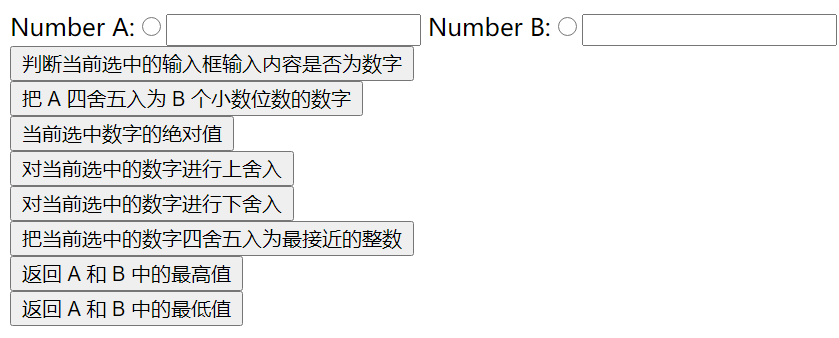 Number A: Number B:
判断当前选中的输入框输入内容是否为数字
把 A 四舍五入为 B 个小数位数的数字
当前选中数字的绝对值
对当前选中的数字进行上舍入
对当前选中的数字进行下舍入
把当前选中的数字四舍五入为最接近的整数
返回 A 和 B 中的最高值
返回 A 和 B 中的最低值